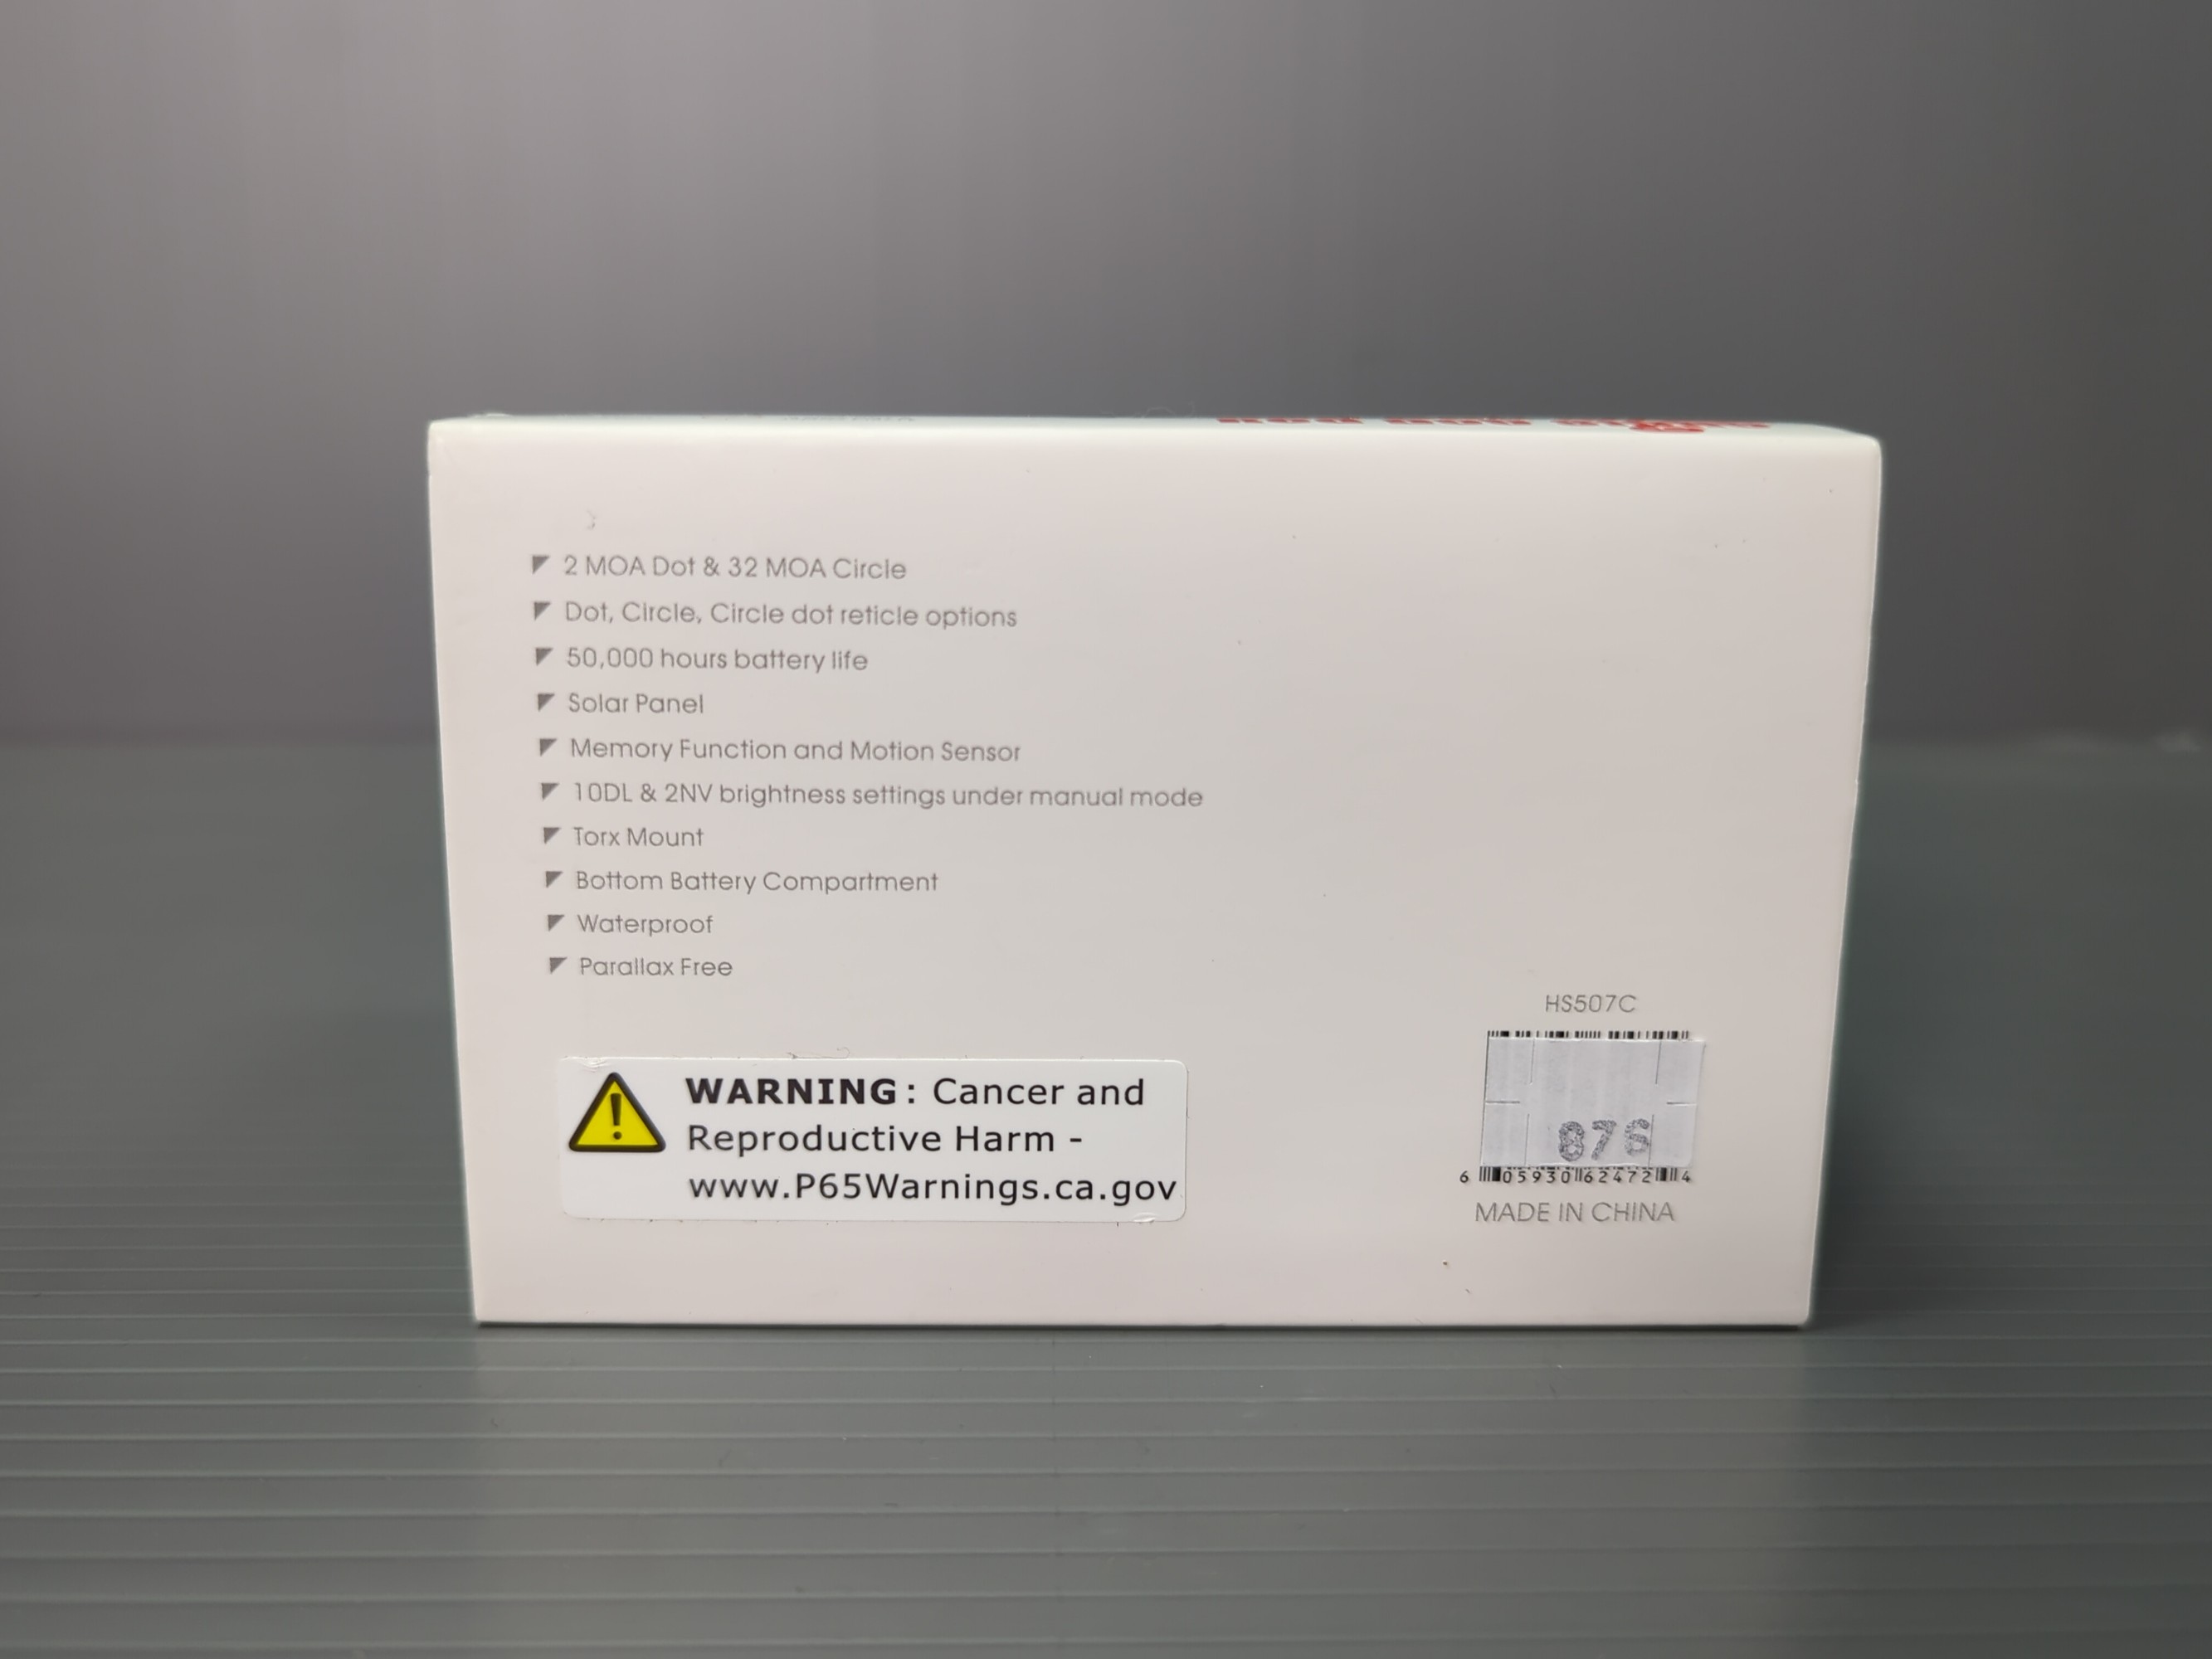 2 MOA Dot & 32 MOA Circle
Dot, Circle, Circle dot reticle options
50,000 hours battery life
Solar Panel
Memory Function and Motion Sensor
10DL & 2NV brightness settings under manual mode
Torx Mount
Bottom Battery Compartment
Waterproof
Parallax Free
WARNING: Cancer and
Reproductive Harm -
www.P65Warnings.ca.gov
HS507C
876
6 05930 62472 4
MADE IN CHINA